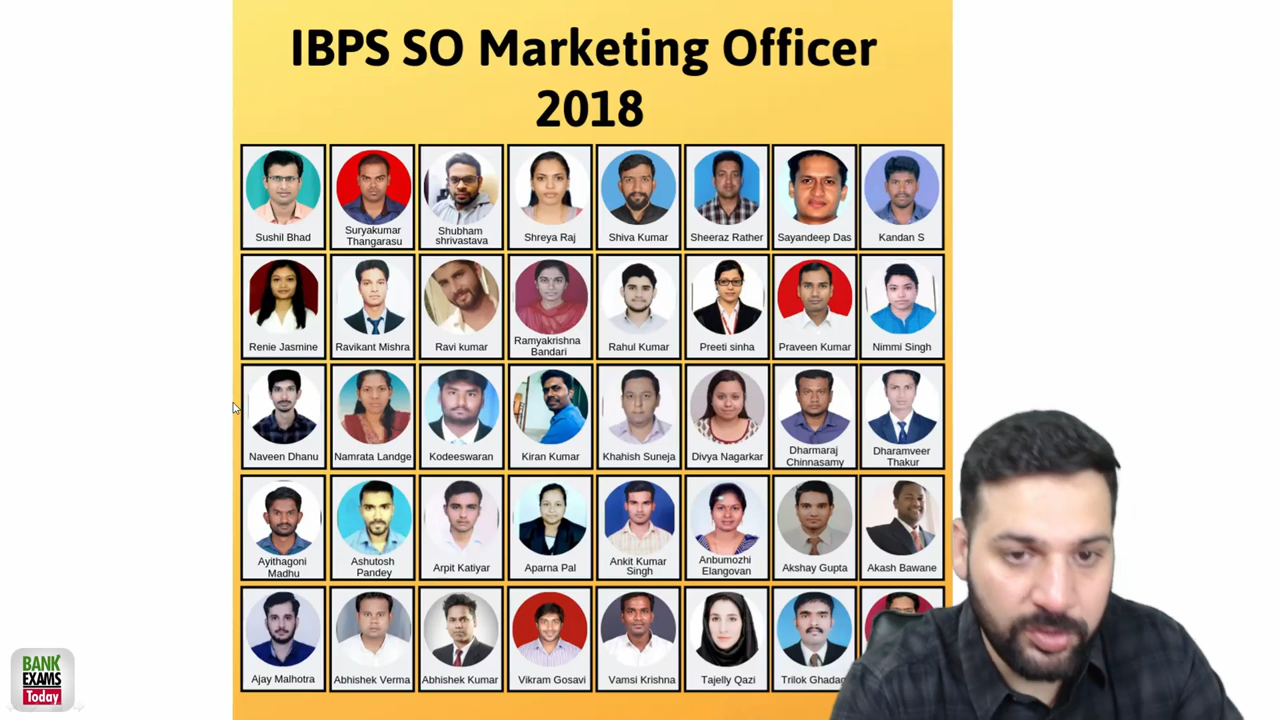 IBPS SO Marketing Officer
2018
Sushil Bhad
Suryakumar
Thangarasu
Shubham
shrivastava
Shreya Raj
Shiva Kumar
Sheeraz Rather
Sayandeep Das
Kandan S
Renie Jasmine
Ravikant Mishra
Ravi kumar
Ramyakrishna
Bandari
Rahul Kumar
Preeti sinha
Praveen Kumar
Nimmi Singh
Naveen Dhanu
Namrata Landge
Kodeeswaran
Kiran Kumar
Khahish Suneja
Divya Nagarkar
Dharmaraj
Chinnasamy
Dharamveer
Thakur
Ayithagoni
Madhu
Ashutosh
Pandey
Arpit Katiyar
Aparna Pal
Ankit Kumar
Singh
Anbumozhi
Elangovan
Akshay Gupta
Akash Bawane
Ajay Malhotra
Abhishek Verma
Abhishek Kumar
Vikram Gosavi
Vamsi Krishna
Tajelly Qazi
Trilok
BANK
EXAMS
Today